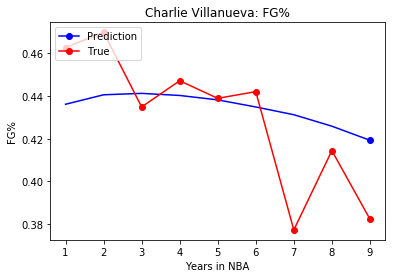 Charlie Villanueva: FG%
Prediction
True
0.46
0.44
0.42
0.40
0.38
FG%
1 2 3 4 5 6 7 8 9
Years in NBA